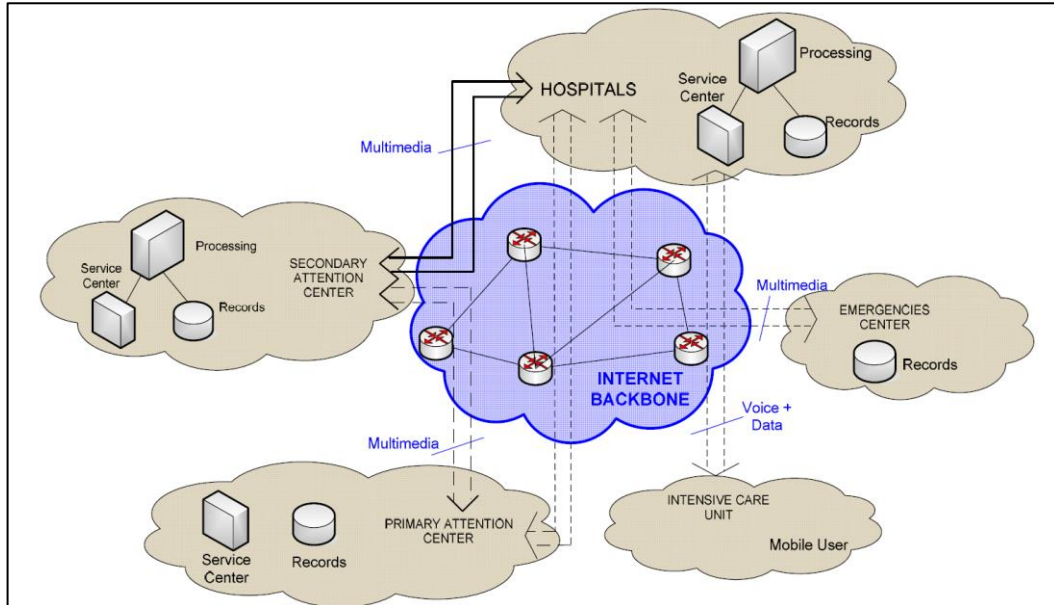 Processing
Service
Center
HOSPITALS
Records
Multimedia
Processing
SECONDARY
ATTENTION
CENTER
Service
Center
Records
Multimedia
EMERGENCIES
CENTER
Records
INTERNET
BACKBONE
Voice +
Data
Multimedia
INTENSIVE CARE
UNIT
Mobile User
PRIMARY ATTENTION
CENTER
Service
Center
Records